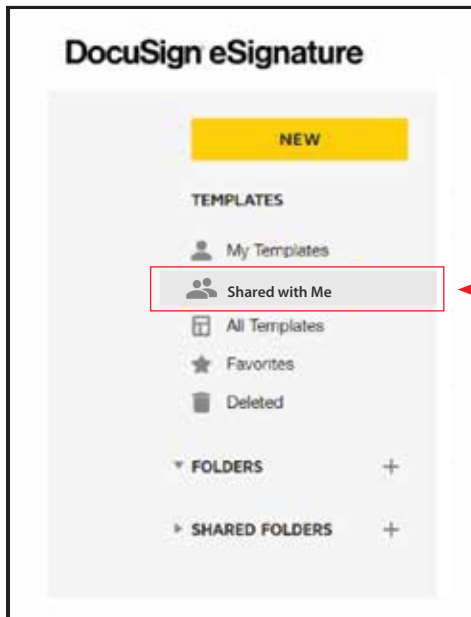 DocuSign eSignature
NEW
TEMPLATES
My Templates
Shared with Me
All Templates
Favorites
Deleted
FOLDERS +
SHARED FOLDERS +